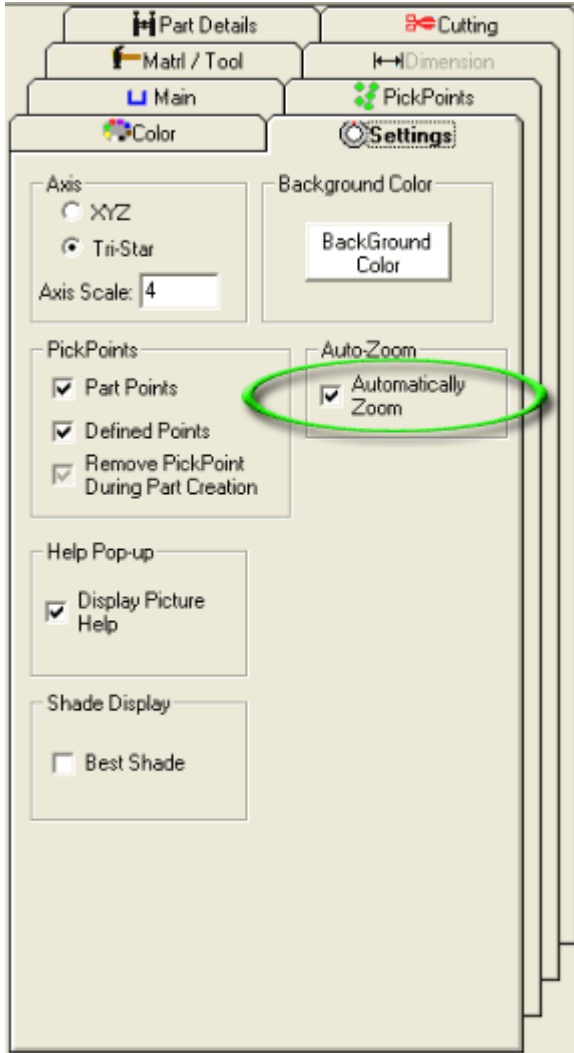 Part Details
Cutting
Matrl / Tool
Dimension
Main
PickPoints
Color
Settings
Axis
XYZ
Tri-Star
Axis Scale: 4
Background Color
BackGround
Color
PickPoints
Part Points
Defined Points
Remove PickPoint
During Part Creation
Auto-Zoom
Automatically
Zoom
Help Pop-up
Display Picture
Help
Shade Display
Best Shade